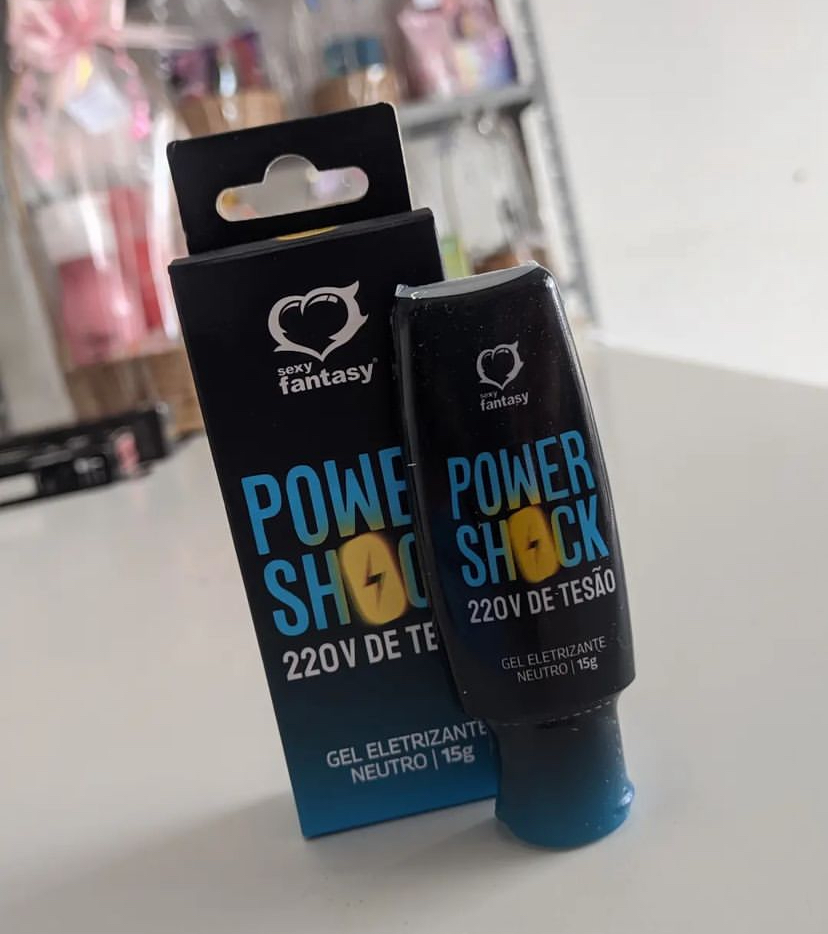 sexy
fantasy®
POWE
SHOC
220V DE TE
GEL ELETRIZANTE
NEUTRO | 15g
sexy
fantasy
POWER
SHOCK
220V DE TESÃO
GEL ELETRIZANTE
NEUTRO | 15g